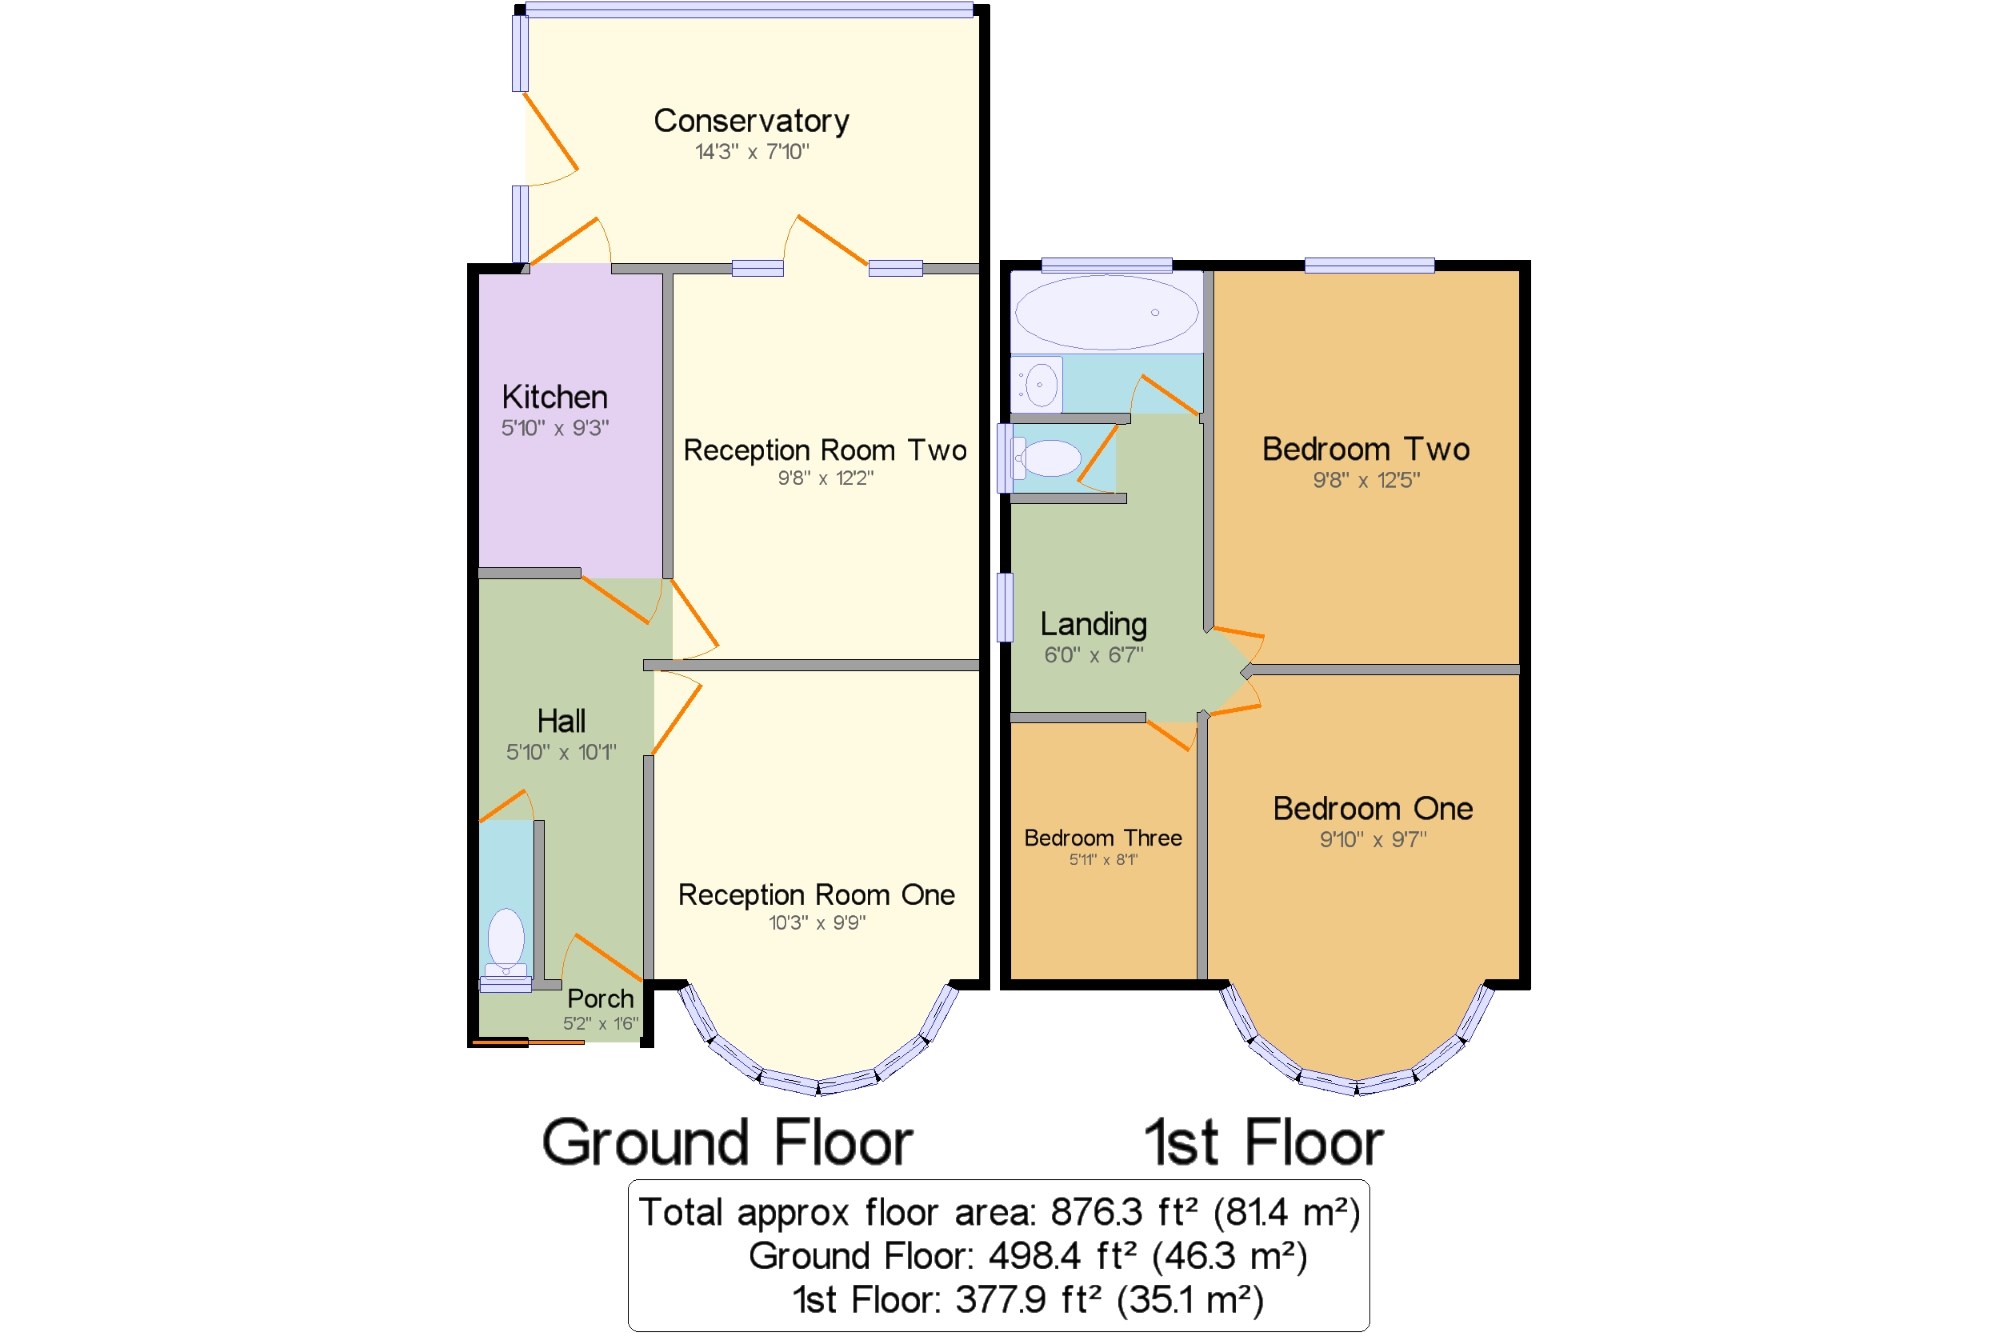 Conservatory
14'3" x 7'10"
Kitchen
5'10" x 9'3"
Reception Room Two
9'8" x 12'2"
Hall
5'10" x 10'1"
Reception Room One
10'3" x 9'9"
Porch
5'2" x 1'6"
Bedroom Two
9'8" x 12'5"
Landing
6'0" x 6'7"
Bedroom Three
5'11" x 8'1"
Bedroom One
9'10" x 9'7"
Ground Floor
1st Floor
Total approx floor area: 876.3 ft² (81.4 m²)
Ground Floor: 498.4 ft² (46.3 m²)
1st Floor: 377.9 ft² (35.1 m²)